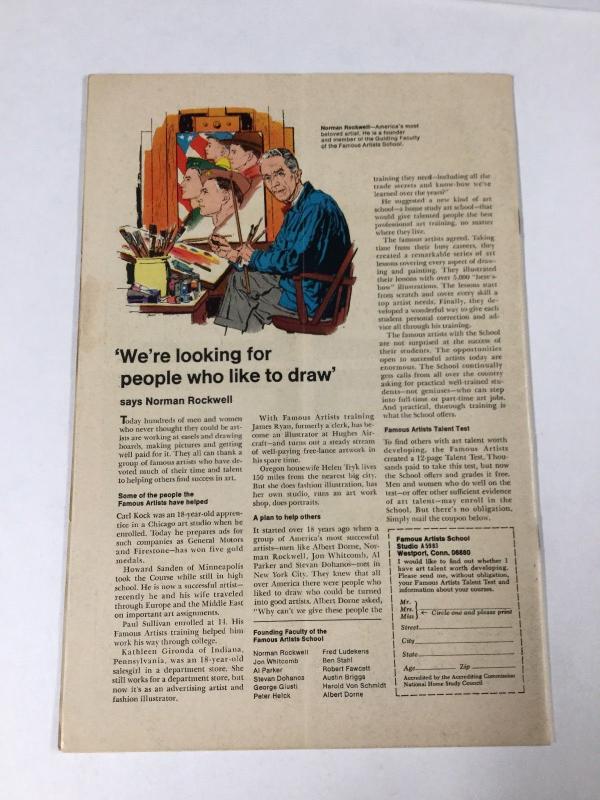 Norman Rockwell—America's most
beloved artist. He is a founder
and member of the Guiding Faculty
of the Famous Artists School.
'We're looking for
people who like to draw'
says Norman Rockwell
Today hundreds of men and women
who never thought they could be art-
ists are working at easels and drawing
boards, making pictures and getting
well paid for it. They all can thank a
group of famous artists who have de-
voted much of their time and talent
to helping others find success in art.
Some of the people the
Famous Artists have helped
Carl Kock was an 18-year-old appren-
tice in a Chicago art studio when he
enrolled. Today he prepares ads for
such companies as General Motors
and Firestone—has won five gold
medals.
Howard Sanden of Minneapolis
took the Course while still in high
school. He is now a successful artist—
recently he and his wife traveled
through Europe and the Middle East
on important art assignments.
Paul Sullivan enrolled at 14. His
Famous Artists training helped him
work his way through college.
Kathleen Gironda of Indiana,
Pennsylvania, was an 18-year-old
salesgirl in a department store. She
still works for a department store, but
now it's as an advertising artist and
fashion illustrator.
With Famous Artists training
James Ryan, formerly a clerk, has be-
come an illustrator at Hughes Air-
craft—and turns out a steady stream
of well-paying free-lance artwork in
his spare time.
Oregon housewife Helen Tryk lives
150 miles from the nearest big city.
But she does fashion illustration, has
her own studio, runs an art work
shop, does portraits.
A plan to help others
It started over 18 years ago when a
group of America's most successful
artists—men like Albert Dorne, Nor-
man Rockwell, Jon Whitcomb, Al
Parker and Stevan Dohanos—met in
New York City. They knew that all
over America there were people who
liked to draw who could be turned
into good artists. Albert Dorne asked,
"Why can't we give these people the
Founding Faculty of the
Famous Artists School
Norman Rockwell
Jon Whitcomb
Al Parker
Stevan Dohanos
George Giusti
Peter Helck
Fred Ludekens
Ben Stahl
Robert Fawcett
Austin Briggs
Harold Von Schmidt
Albert Dorne
training they need—including all the
trade secrets and know-how we've
learned over the years?"
He suggested a new kind of art
school—a home study art school—that
would give talented people the best
professional art training, no matter
where they live.
The famous artists agreed. Taking
time from their busy careers, they
created a remarkable series of art
lessons covering every aspect of draw-
ing and painting. They illustrated
their lessons with over 5,000 "here's-
how" illustrations. The lessons start
from scratch and cover every skill a
top artist needs. Finally, they de-
veloped a wonderful way to give each
student personal correction and ad-
vice all through his training.
The famous artists with the School
are not surprised at the success of
their students. The opportunities
open to successful artists today are
enormous. The School continually
gets calls from all over the country
asking for practical well-trained stu-
dents—not geniuses—who can step
into full-time or part-time art jobs.
And practical, thorough training is
what the School offers.
Famous Artists Talent Test
To find others with art talent worth
developing, the Famous Artists
created a 12-page Talent Test. Thou-
sands paid to take this test, but now
the School offers and grades it free.
Men and women who do well on the
test—or offer other sufficient evidence
of art talent—may enroll in the
School. But there's no obligation.
Simply mail the coupon below.
Famous Artists School
Studio A5983
Westport, Conn. 06880
I would like to find out whether I
have art talent worth developing.
Please send me, without obligation,
your Famous Artists Talent Test and
information about your courses.
Mr.
Mrs. ← Circle one and please print
Miss
Street
City
State
Age Zip
Accredited by the Accrediting Commission
National Home Study Council